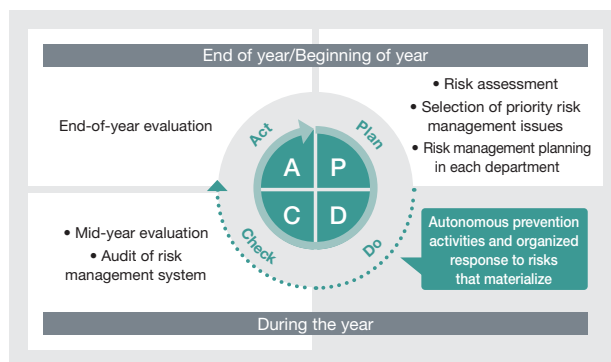 End of year/Beginning of year
End-of-year evaluation
• Risk assessment
• Selection of priority risk
management issues
• Risk management planning
in each department
Act
Plan
A
P
C
D
Check
Do
• Mid-year evaluation
• Audit of risk
management system
Autonomous prevention
activities and organized
response to risks
that materialize
During the year